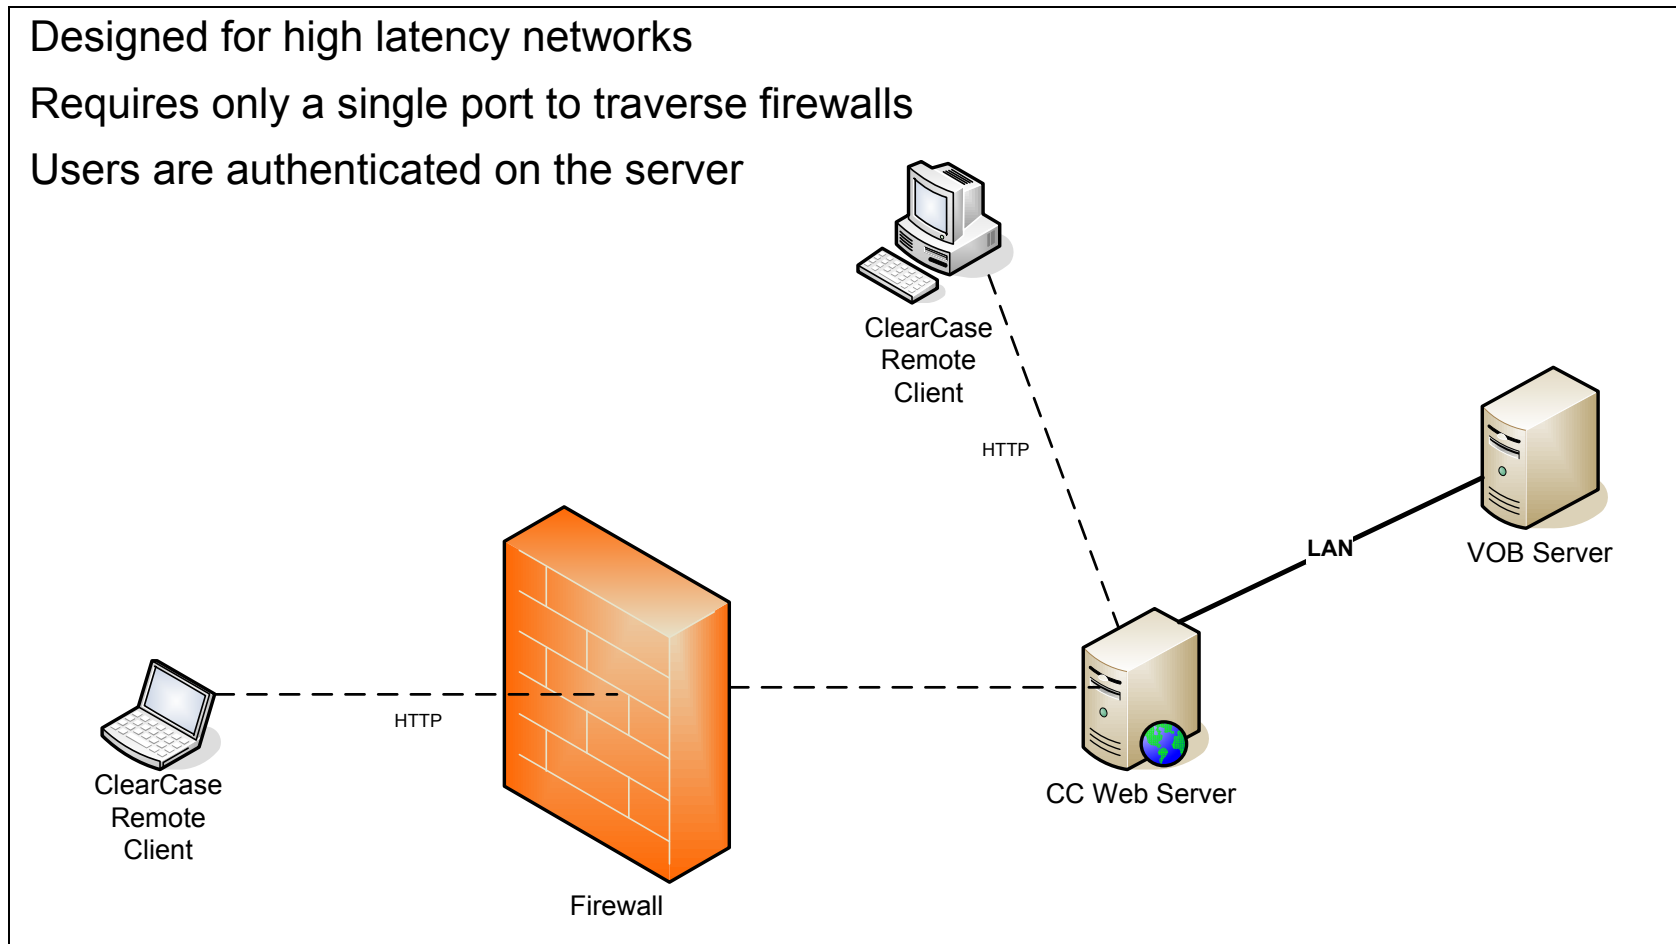 Designed for high latency networks
Requires only a single port to traverse firewalls
Users are authenticated on the server
ClearCase
Remote
Client
HTTP
LAN
VOB Server
HTTP
ClearCase
Remote
Client
CC Web Server
Firewall